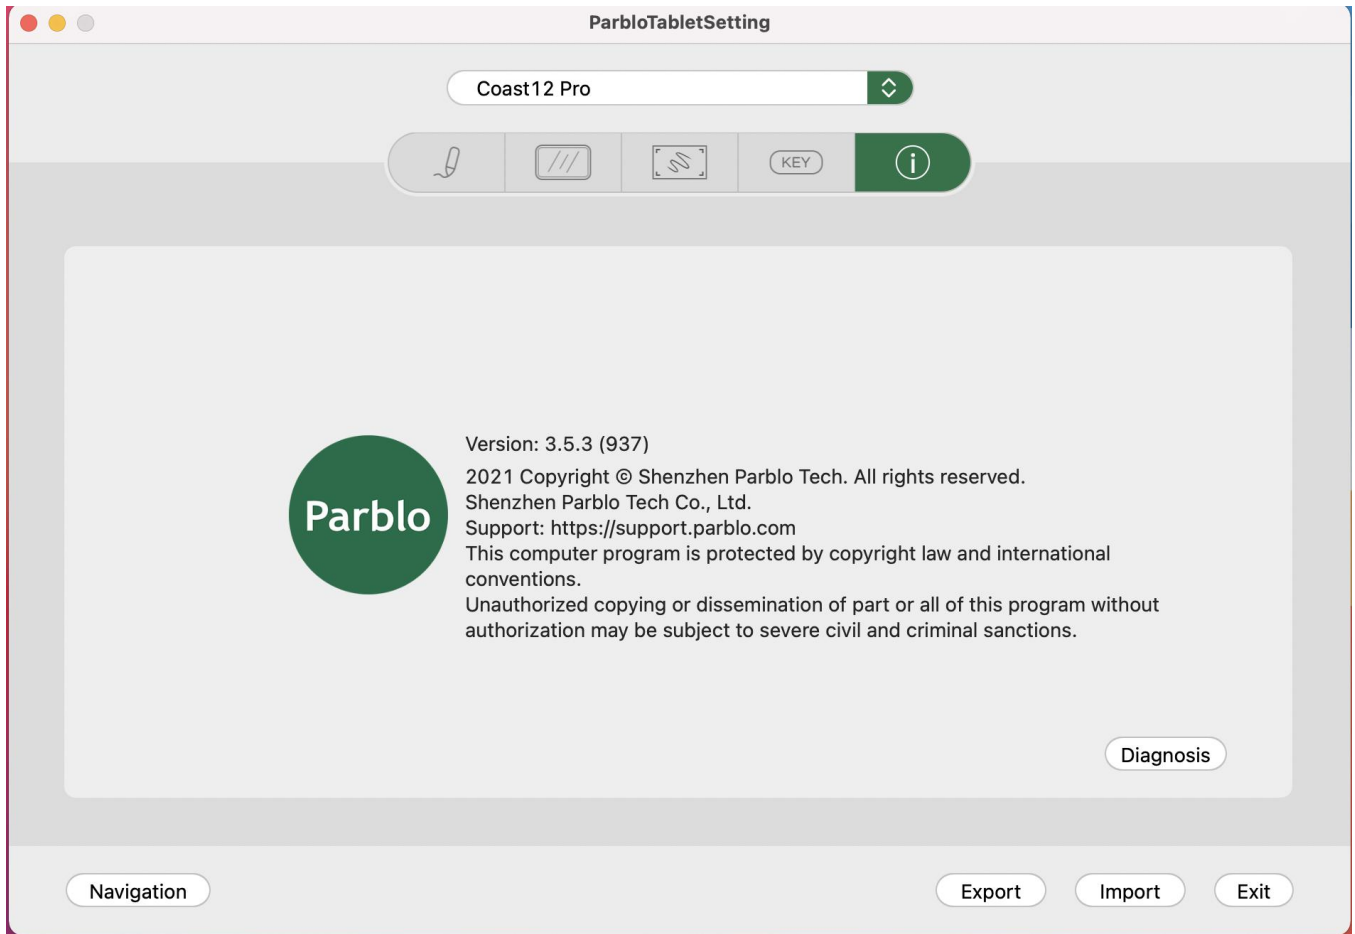 ParbloTabletSetting
Coast12 Pro
KEY
i
Parblo
Version: 3.5.3 (937)
2021 Copyright © Shenzhen Parblo Tech. All rights reserved.
Shenzhen Parblo Tech Co., Ltd.
Support: https://support.parblo.com
This computer program is protected by copyright law and international
conventions.
Unauthorized copying or dissemination of part or all of this program without
authorization may be subject to severe civil and criminal sanctions.
Diagnosis
Navigation
Export
Import
Exit